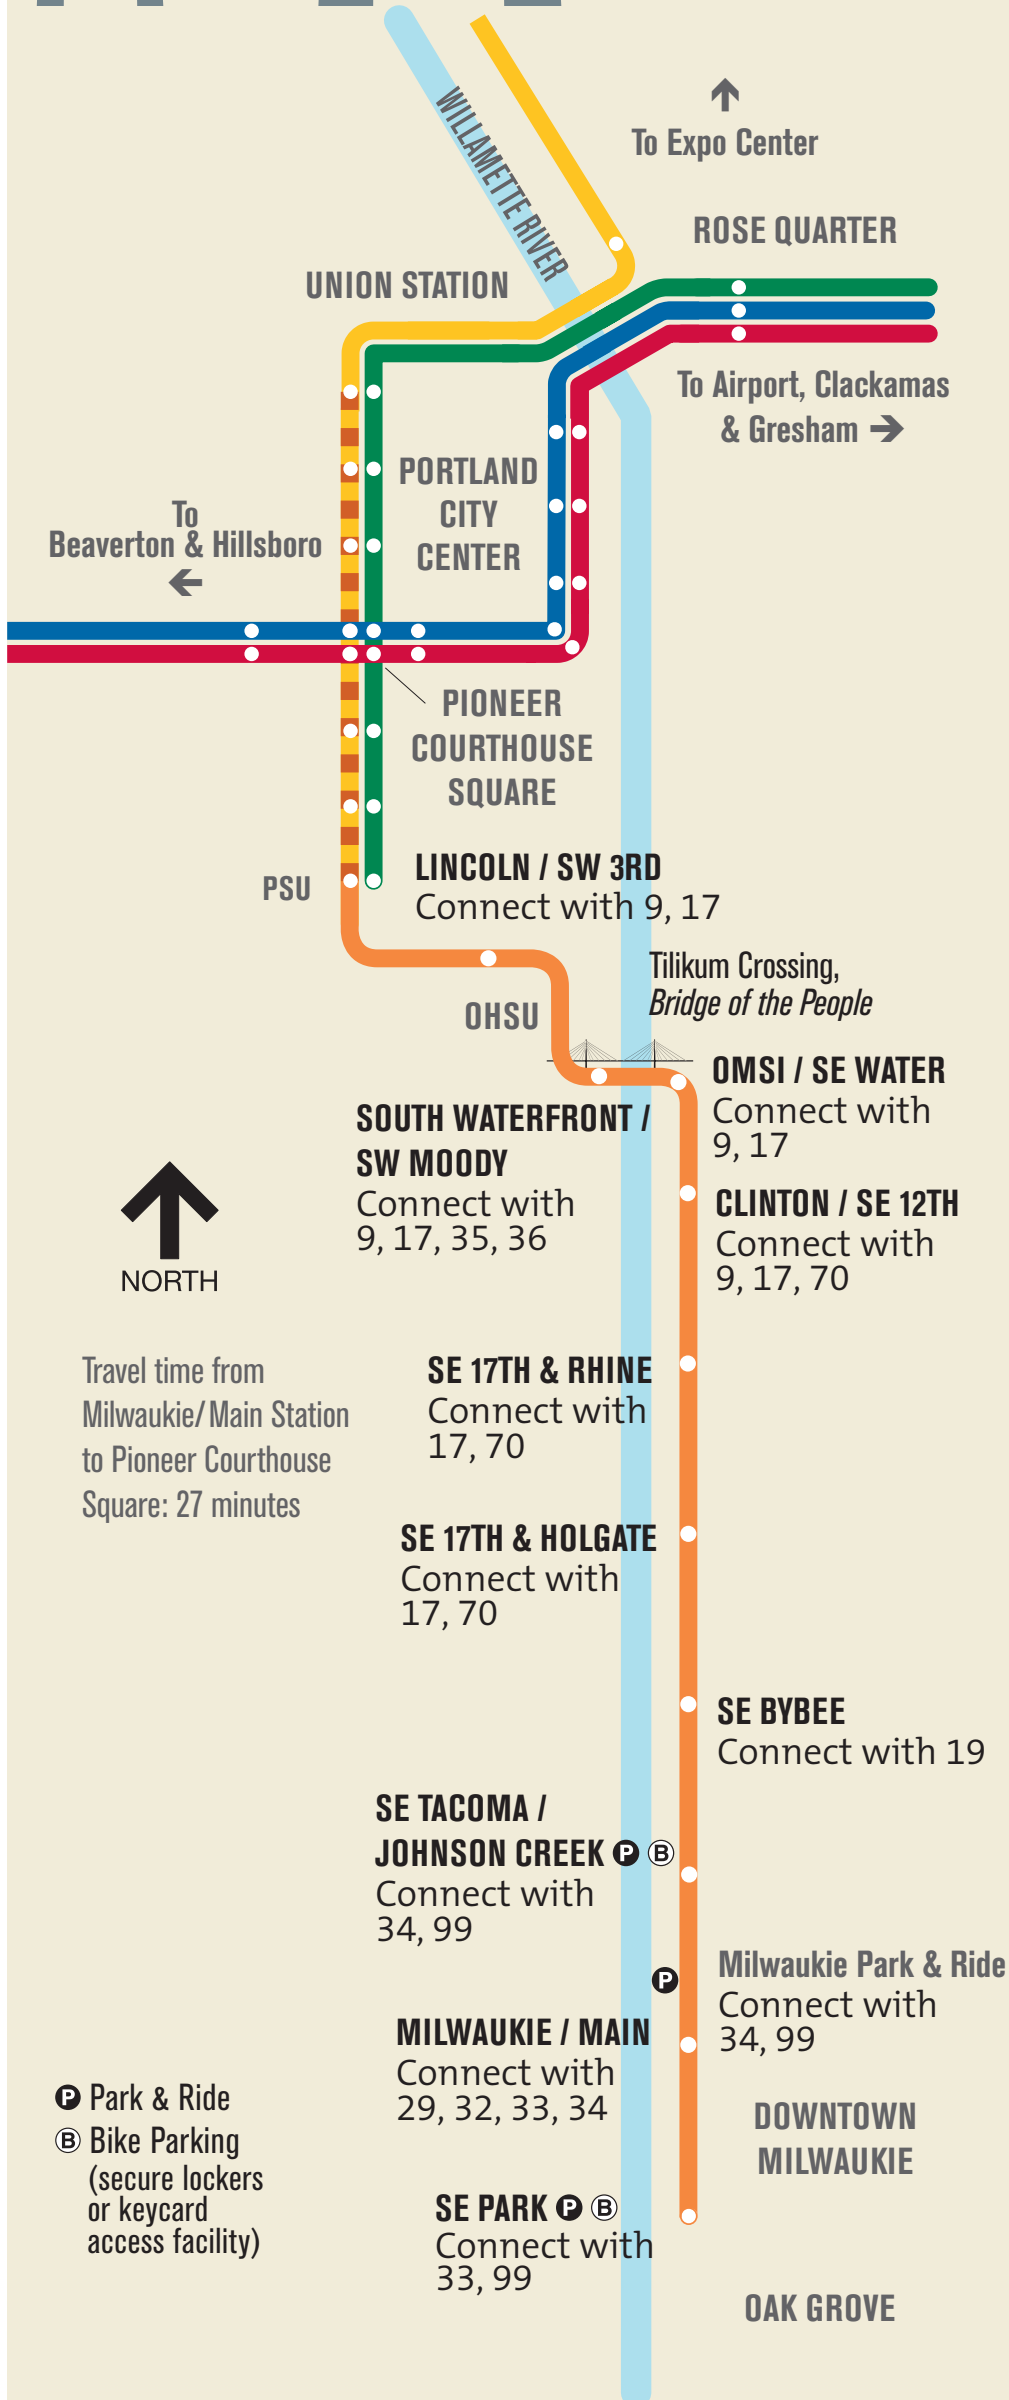 WILLAMETTE RIVER
To Expo Center
ROSE QUARTER
UNION STATION
To Airport, Clackamas
& Gresham
PORTLAND
CITY
CENTER
To
Beaverton & Hillsboro
PIONEER
COURTHOUSE
SQUARE
LINCOLN / SW 3RD
Connect with 9, 17
PSU
Tilikum Crossing,
Bridge of the People
OHSU
OMSI / SE WATER
Connect with
9, 17
SOUTH WATERFRONT /
SW MOODY
Connect with
9, 17, 35, 36
CLINTON / SE 12TH
Connect with
9, 17, 70
NORTH
Travel time from
Milwaukie/Main Station
to Pioneer Courthouse
Square: 27 minutes
SE 17TH & RHINE
Connect with
17, 70
SE 17TH & HOLGATE
Connect with
17, 70
SE BYBEE
Connect with 19
SE TACOMA /
JOHNSON CREEK P B
Connect with
34, 99
P
Milwaukie Park & Ride
Connect with
34, 99
MILWAUKIE / MAIN
Connect with
29, 32, 33, 34
P Park & Ride
B Bike Parking
(secure lockers
or keycard
access facility)
DOWNTOWN
MILWAUKIE
SE PARK P B
Connect with
33, 99
OAK GROVE